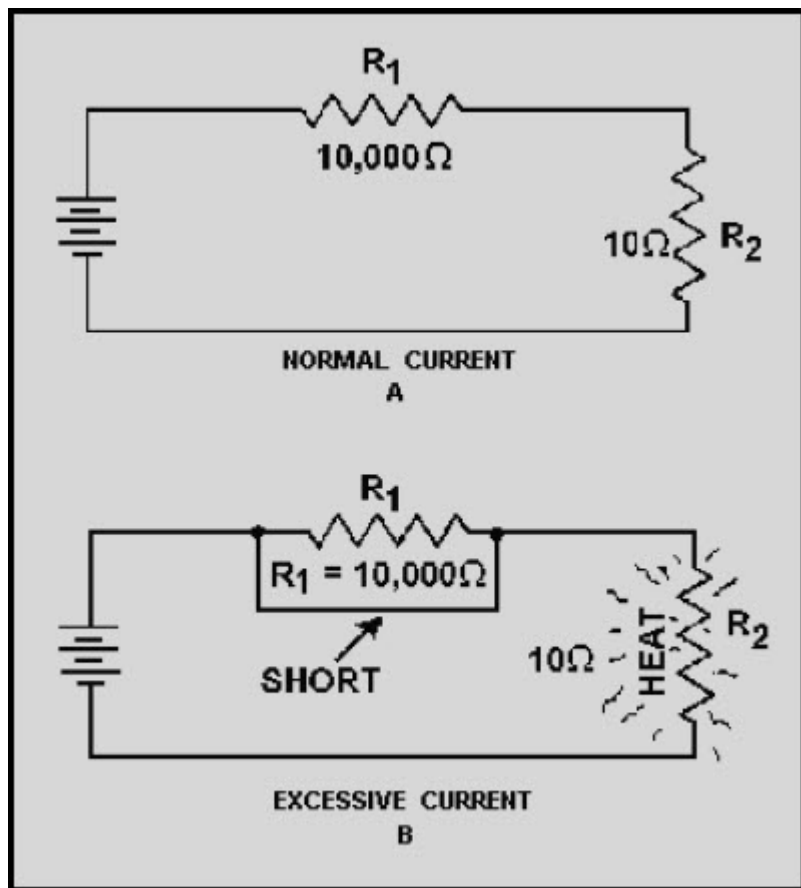 R1
10,000Ω
10Ω R2
NORMAL CURRENT
A
R1
R1 = 10,000Ω
SHORT
10Ω HEAT R2
EXCESSIVE CURRENT
B